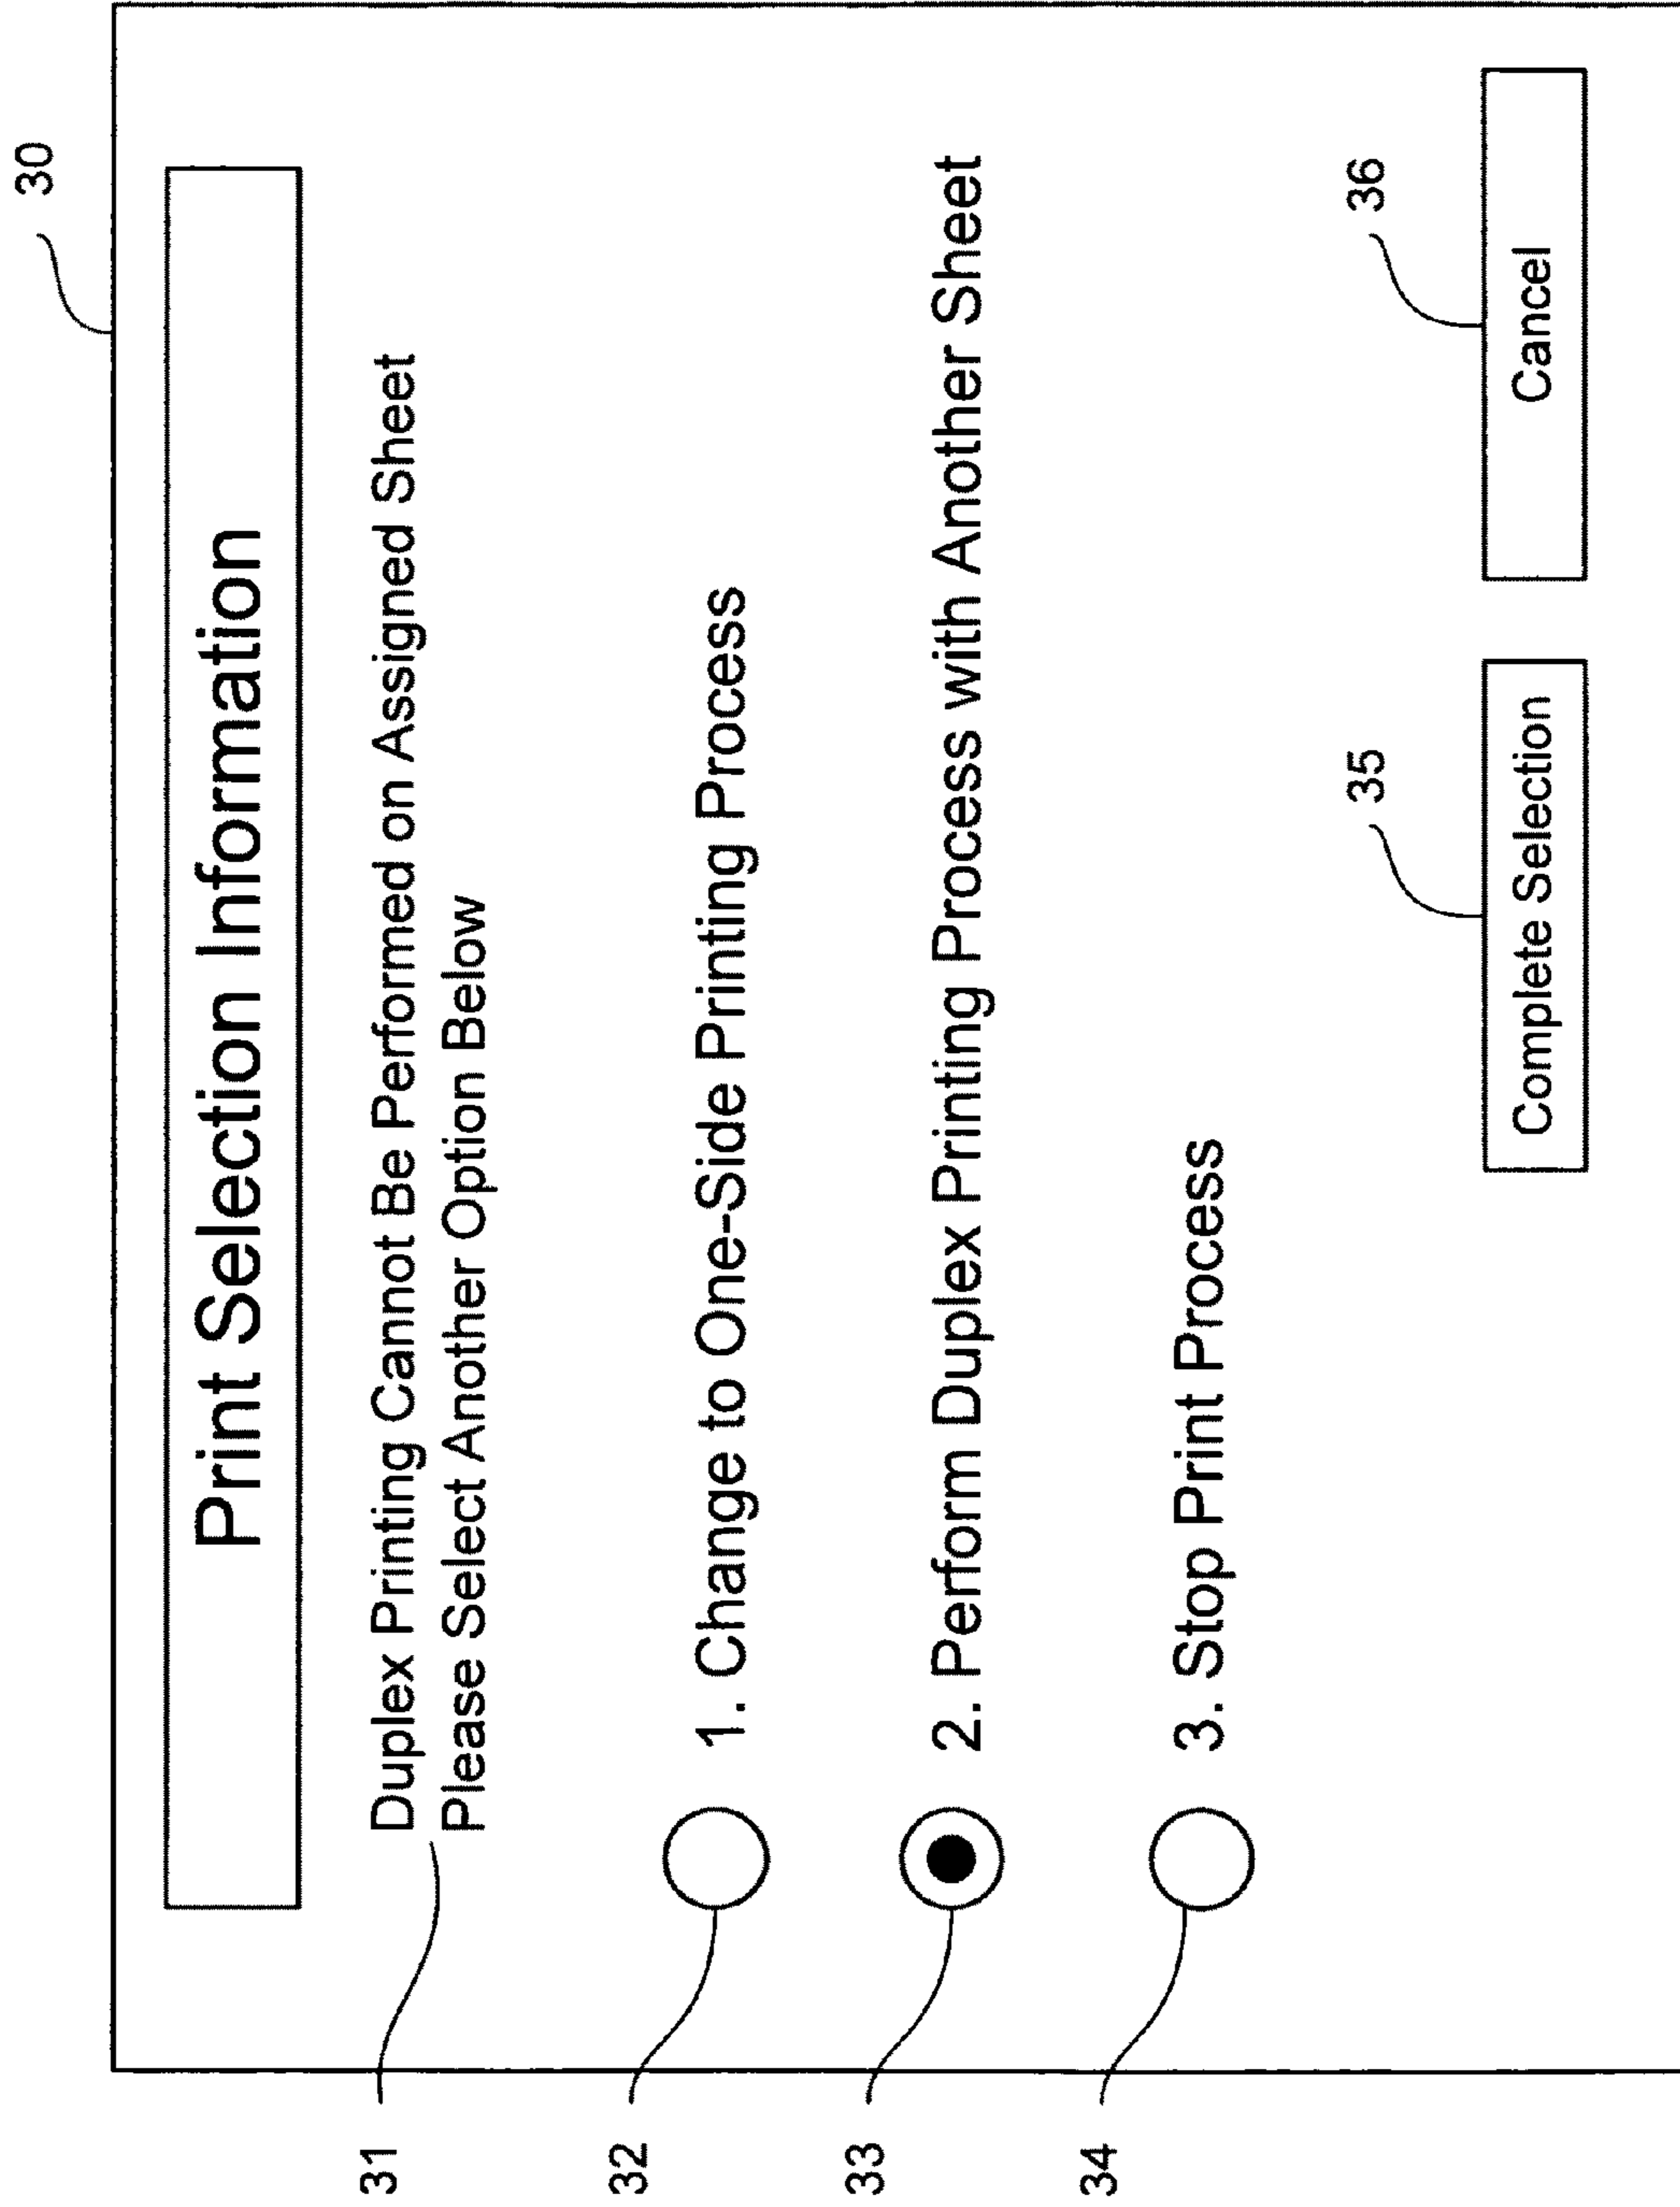 30
Print Selection Information
31
Duplex Printing Cannot Be Performed on Assigned Sheet
Please Select Another Option Below
32
1. Change to One-Side Printing Process
33
2. Perform Duplex Printing Process with Another Sheet
34
3. Stop Print Process
35
36
Complete Selection
Cancel